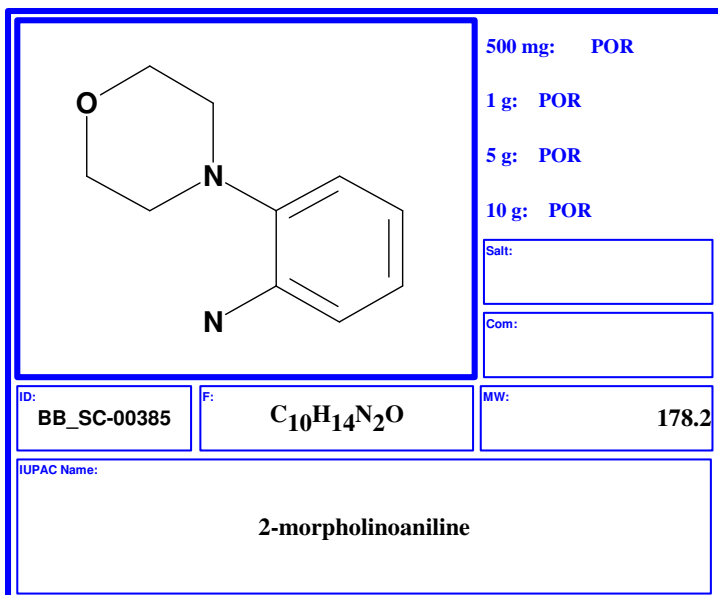 O
N
N
500 mg: POR
1 g: POR
5 g: POR
10 g: POR
Salt:
Com:
ID:
BB_SC-00385
F:
C10H14N2O
MW:
178.2
IUPAC Name:
2-morpholinoaniline